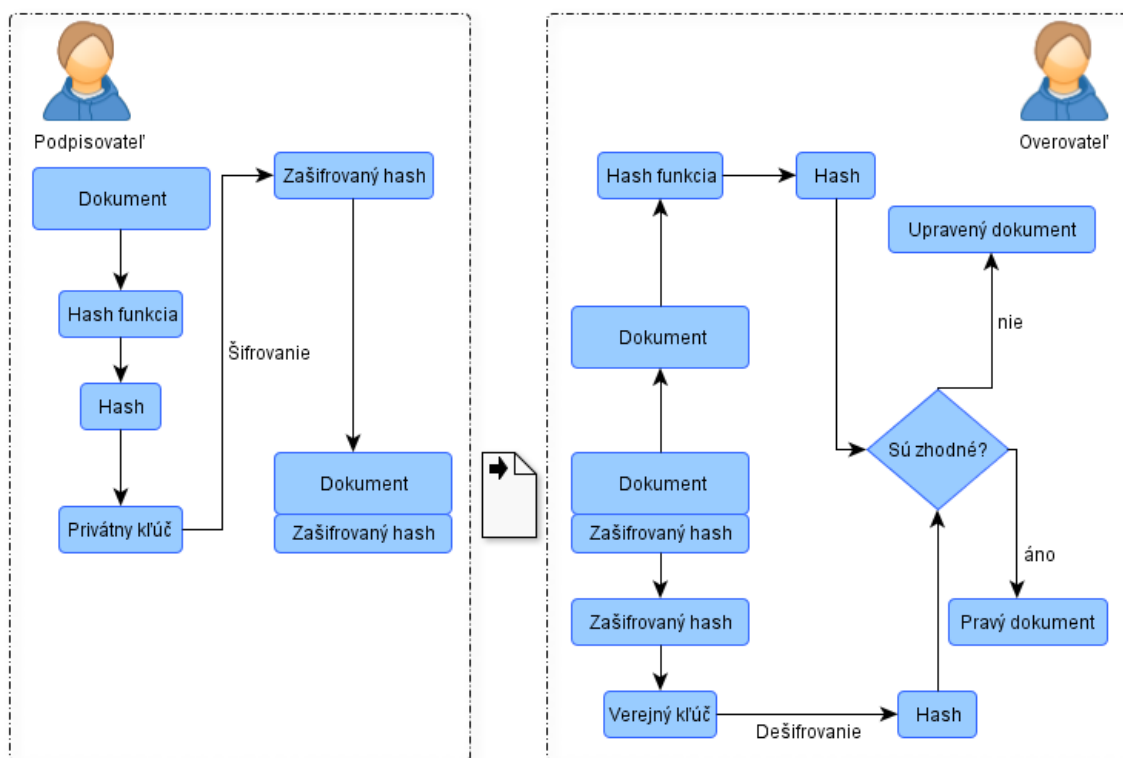 Podpisovateľ
Dokument
Hash funkcia
Hash
Privátny kľúč
Šifrovanie
Zašifrovaný hash
Dokument
Zašifrovaný hash
Overovateľ
Hash funkcia
Hash
Upravený dokument
nie
Dokument
Sú zhodné?
Dokument
Zašifrovaný hash
áno
Zašifrovaný hash
Pravý dokument
Verejný kľúč
Dešifrovanie
Hash